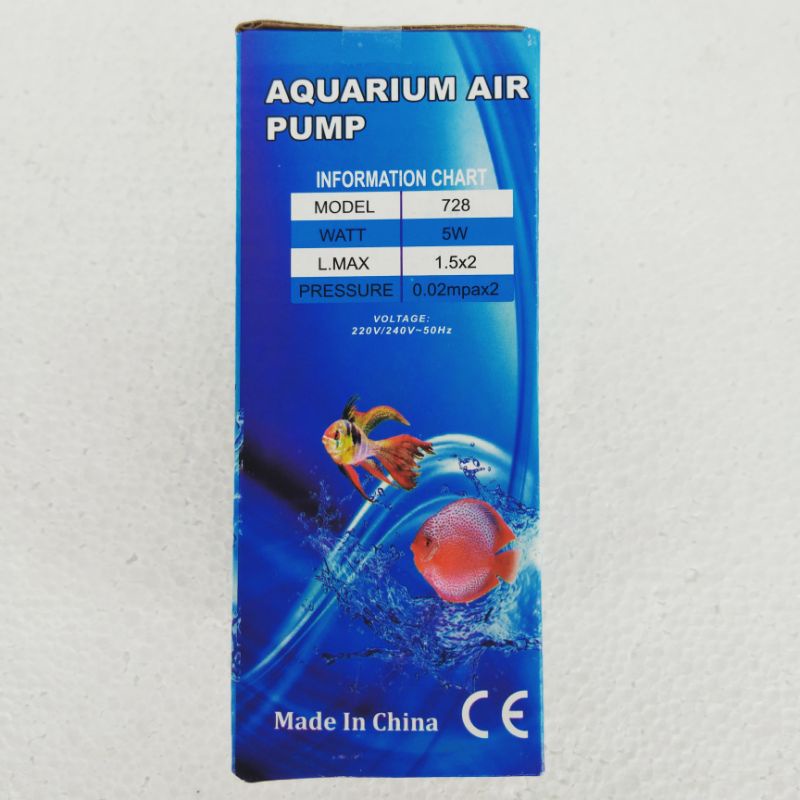 AQUARIUM AIR
PUMP
INFORMATION CHART
MODEL 728
WATT 5W
L.MAX 1.5x2
PRESSURE 0.02mpax2
VOLTAGE:
220V/240V~50Hz
Made In China CE